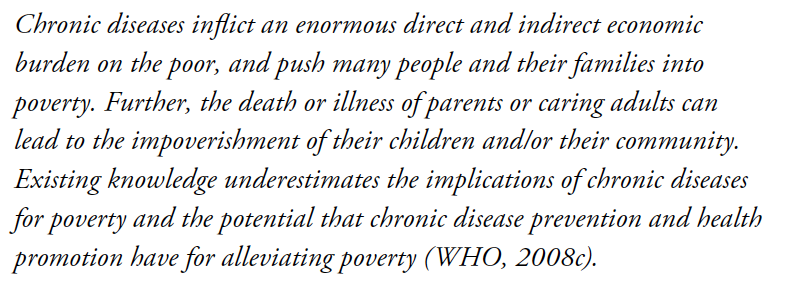 Chronic diseases inflict an enormous direct and indirect economic
burden on the poor, and push many people and their families into
poverty. Further, the death or illness of parents or caring adults can
lead to the impoverishment of their children and/or their community.
Existing knowledge underestimates the implications of chronic diseases
for poverty and the potential that chronic disease prevention and health
promotion have for alleviating poverty (WHO, 2008c).